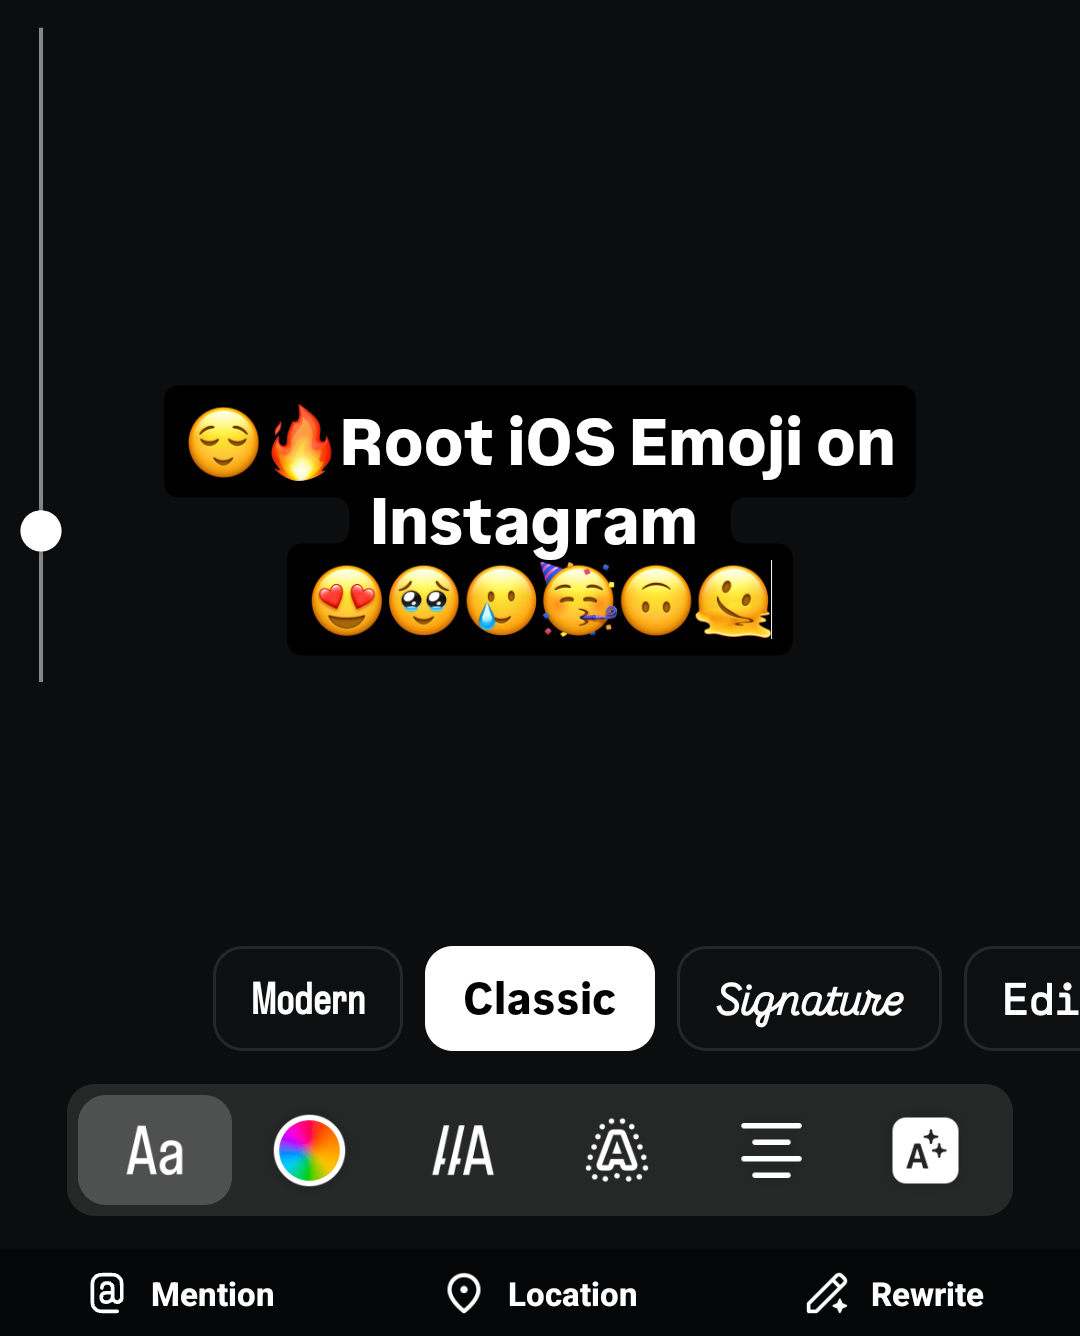 😌🔥Root iOS Emoji on
Instagram
😍🥹🥲🥳🙃🫠
Modern Classic Signature Edi
Aa
Mention Location Rewrite